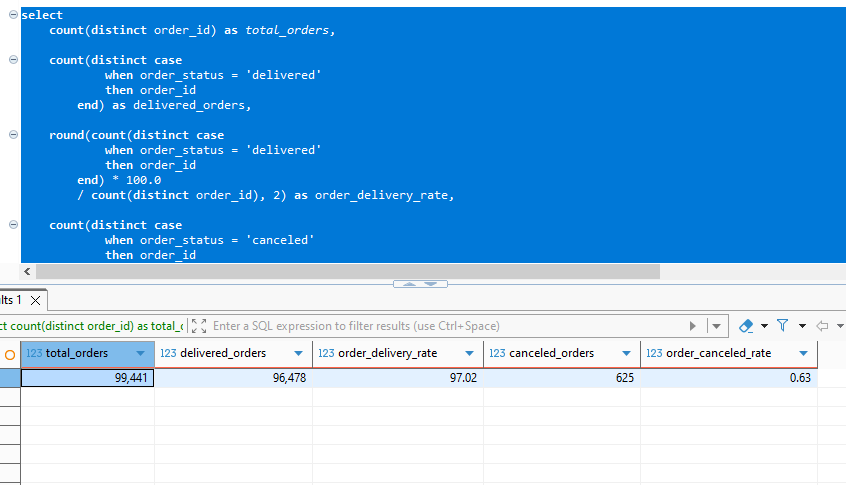 select
count(distinct order_id) as total_orders,
count(distinct case
when order_status = 'delivered'
then order_id
end) as delivered_orders,
round(count(distinct case
when order_status = 'delivered'
then order_id
end) * 100.0
/ count(distinct order_id), 2) as order_delivery_rate,
count(distinct case
when order_status = 'canceled'
then order_id
lts 1
ct count(distinct order_id) as total_c Enter a SQL expression to filter results (use Ctrl+Space)
123 total_orders 123 delivered_orders 123 order_delivery_rate 123 canceled_orders 123 order_canceled_rate
99,441 96,478 97.02 625 0.63